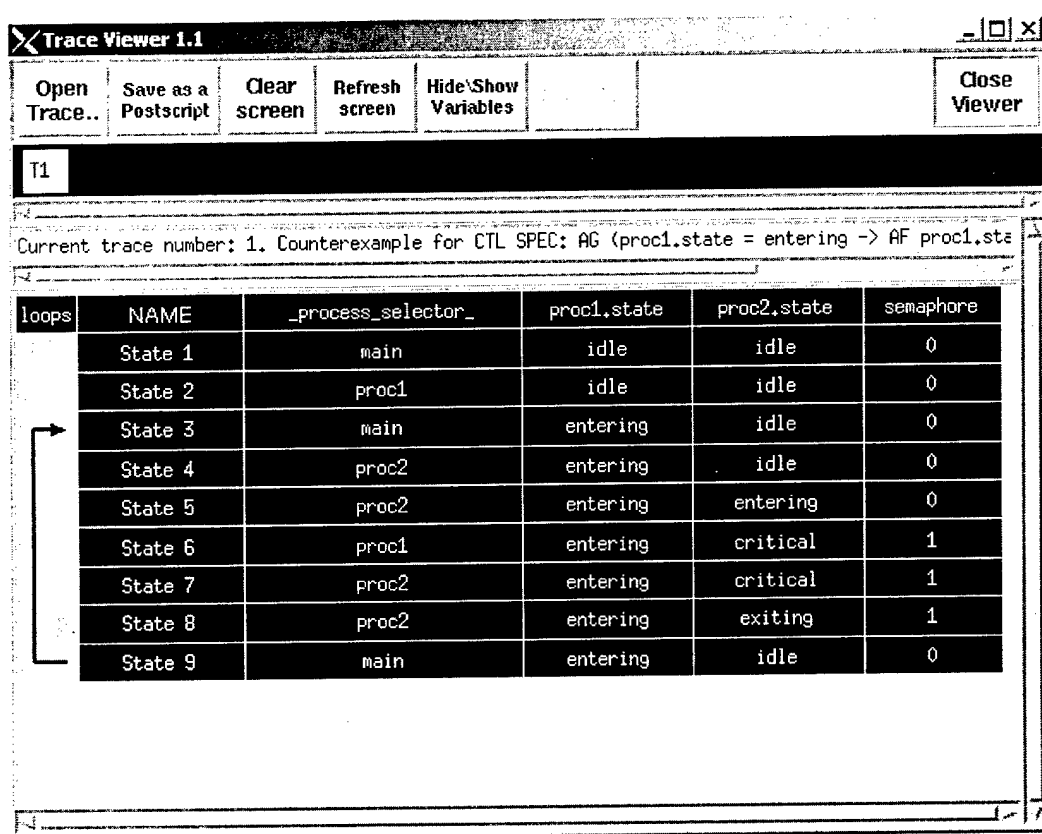 Trace Viewer 1.1
Open Trace.. Save as a Postscript Clear screen Refresh screen Hide\Show Variables Close Viewer
T1
Current trace number: 1. Counterexample for CTL SPEC: AG (proc1.state = entering -> AF proc1.sta
loops NAME _process_selector_ proc1.state proc2.state semaphore
State 1 main idle idle 0
State 2 proc1 idle idle 0
State 3 main entering idle 0
State 4 proc2 entering idle 0
State 5 proc2 entering entering 0
State 6 proc1 entering critical 1
State 7 proc2 entering critical 1
State 8 proc2 entering exiting 1
State 9 main entering idle 0